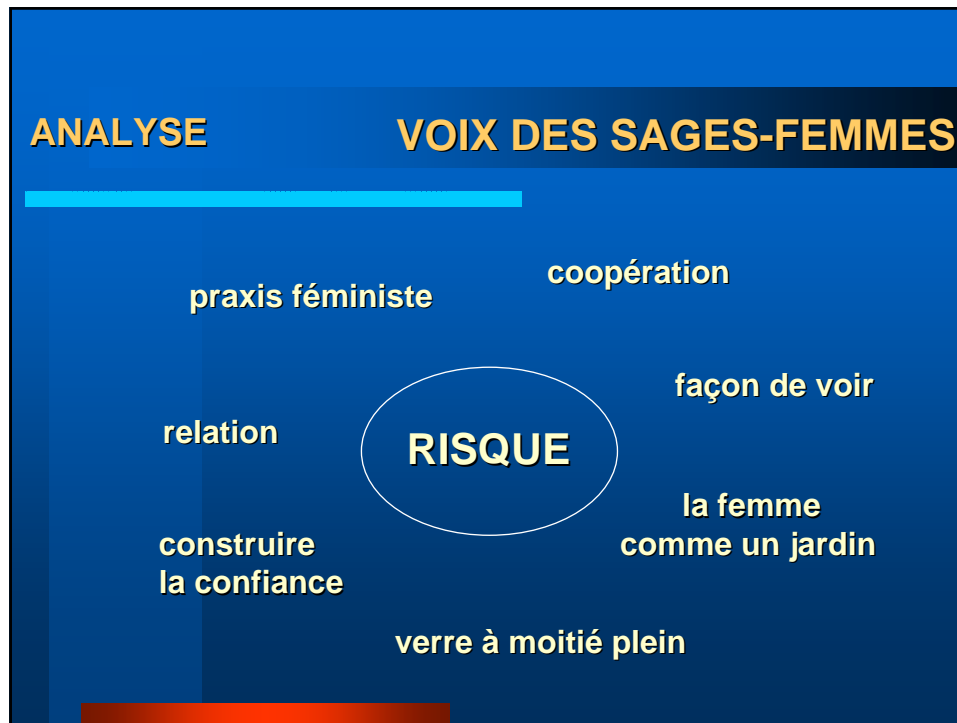 ANALYSE
VOIX DES SAGES-FEMMES
coopération
praxis féministe
façon de voir
relation
RISQUE
la femme
comme un jardin
construire
la confiance
verre à moitié plein